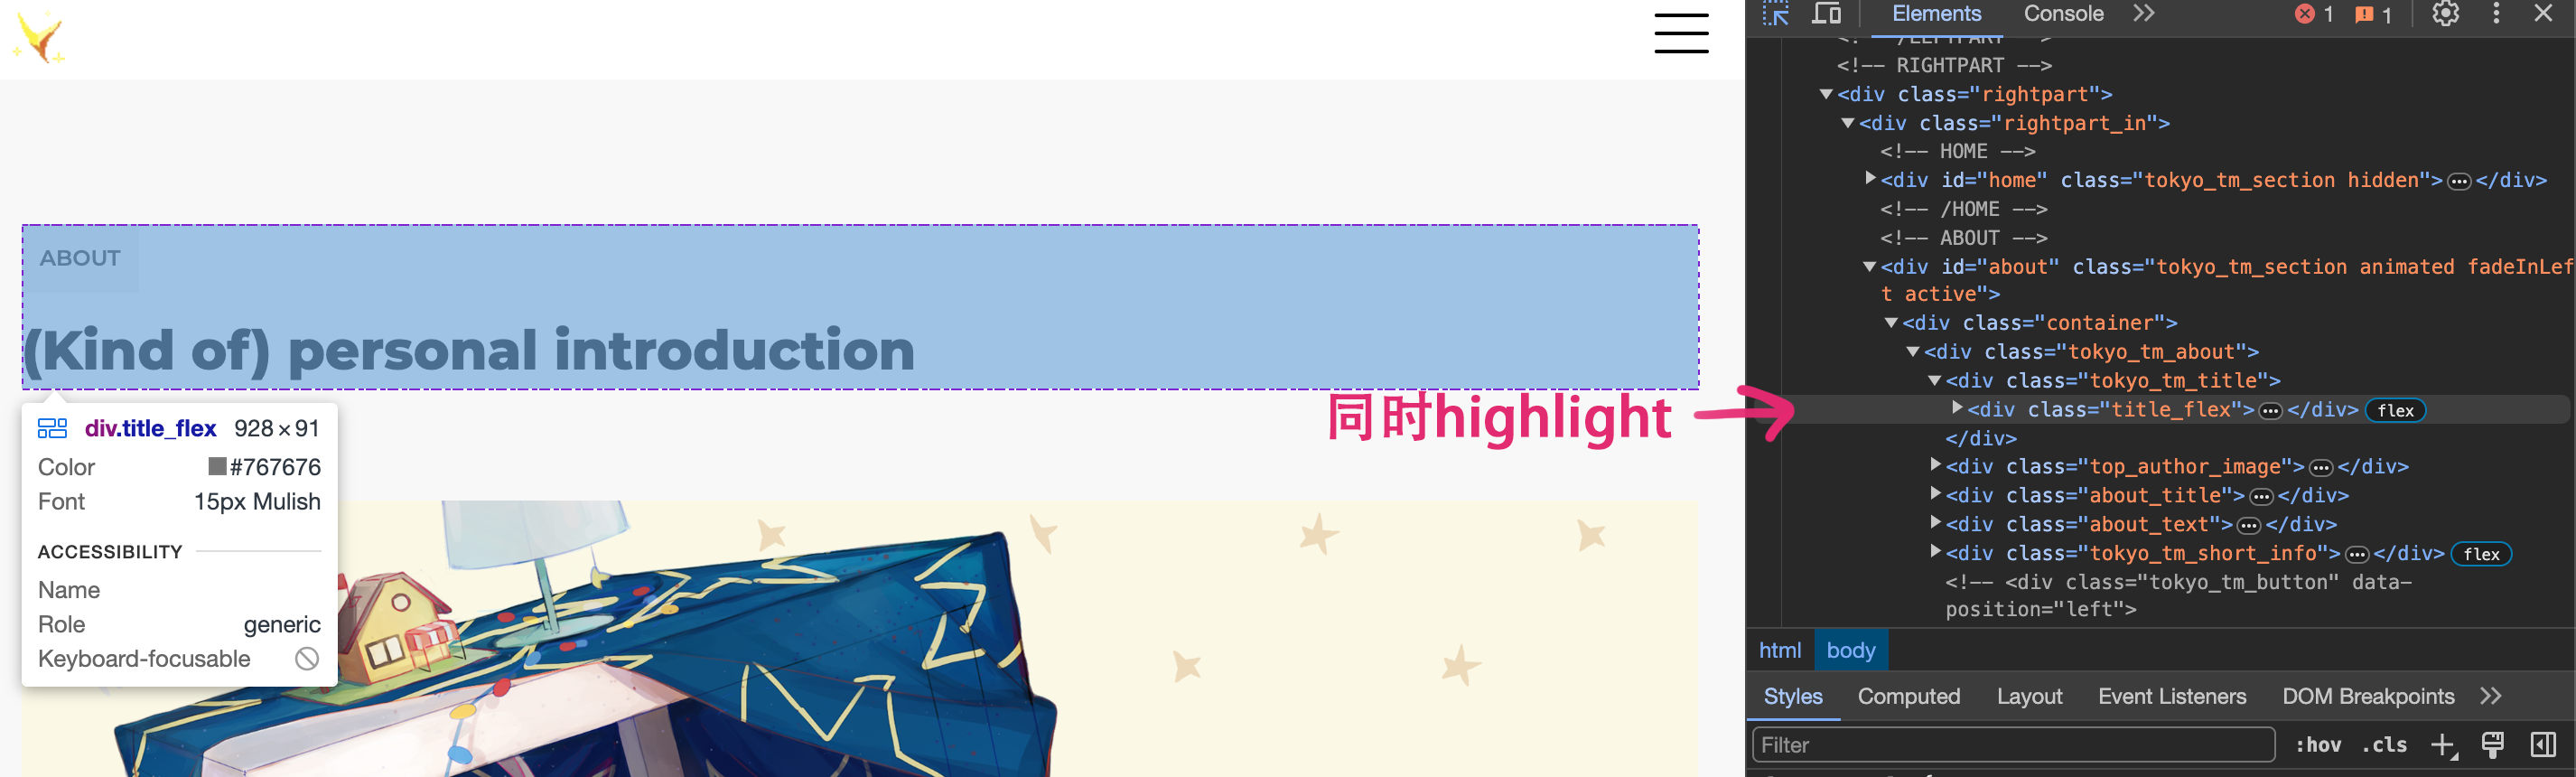 ABOUT
(Kind of) personal introduction
div.title_flex 928 × 91
Color #767676
Font 15px Mulish
ACCESSIBILITY
Name
Role generic
Keyboard-focusable
同时highlight
Elements Console 1 1
<!-- /LEFTPART -->
<!-- RIGHTPART -->
<div class="rightpart">
<div class="rightpart_in">
<!-- HOME -->
<div id="home" class="tokyo_tm_section hidden">…</div>
<!-- /HOME -->
<!-- ABOUT -->
<div id="about" class="tokyo_tm_section animated fadeInLef
t active">
<div class="container">
<div class="tokyo_tm_about">
<div class="tokyo_tm_title">
<div class="title_flex">…</div> flex
</div>
<div class="top_author_image">…</div>
<div class="about_title">…</div>
<div class="about_text">…</div>
<div class="tokyo_tm_short_info">…</div> flex
<!-- <div class="tokyo_tm_button" data-
position="left">
html body
Styles Computed Layout Event Listeners DOM Breakpoints
Filter :hov .cls